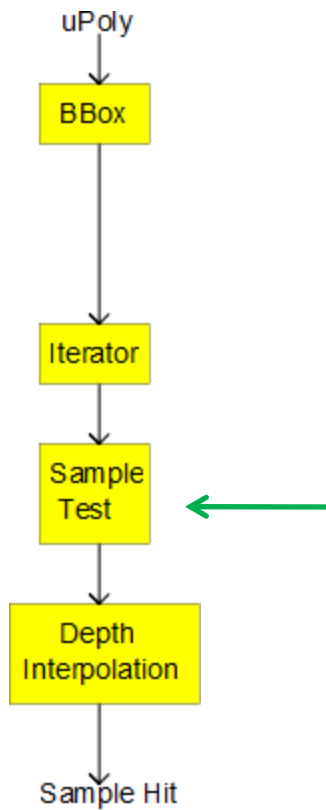 uPoly
BBox
Iterator
Sample
Test
Depth
Interpolation
Sample Hit